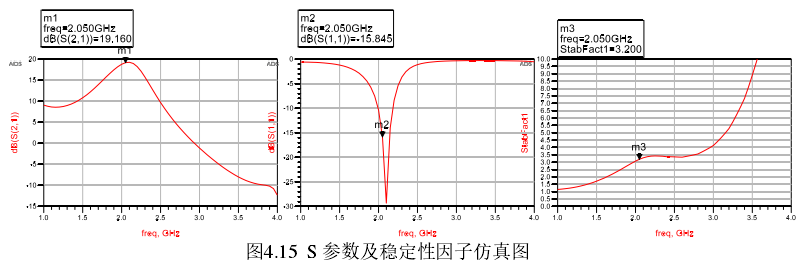 m1
freq=2.050GHz
dB(S(2,1))=19.160
m2
freq=2.050GHz
dB(S(1,1))=-15.845
m3
freq=2.050GHz
StabFact1=3.200
ADS
m1
dB(S(2,1))
20
15
10
5
0
-5
-10
-15
1.0
1.5
2.0
2.5
3.0
3.5
4.0
freq, GHz
ADS
m2
dB(S(1,1))
0
-5
-10
-15
-20
-25
-30
1.0
1.5
2.0
2.5
3.0
3.5
4.0
freq, GHz
ADS
m3
StabFact1
10.0
9.5
9.0
8.5
8.0
7.5
7.0
6.5
6.0
5.5
5.0
4.5
4.0
3.5
3.0
2.5
2.0
1.5
1.0
0.5
0.0
1.0
1.5
2.0
2.5
3.0
3.5
4.0
freq, GHz
图4.15 S 参数及稳定性因子仿真图